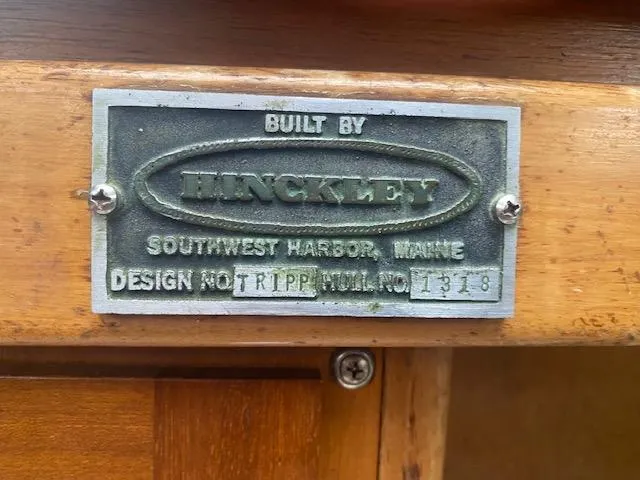 BUILT BY
HINCKLEY
SOUTHWEST HARBOR, MAINE
DESIGN NO. TRIPP HULL NO. 1318